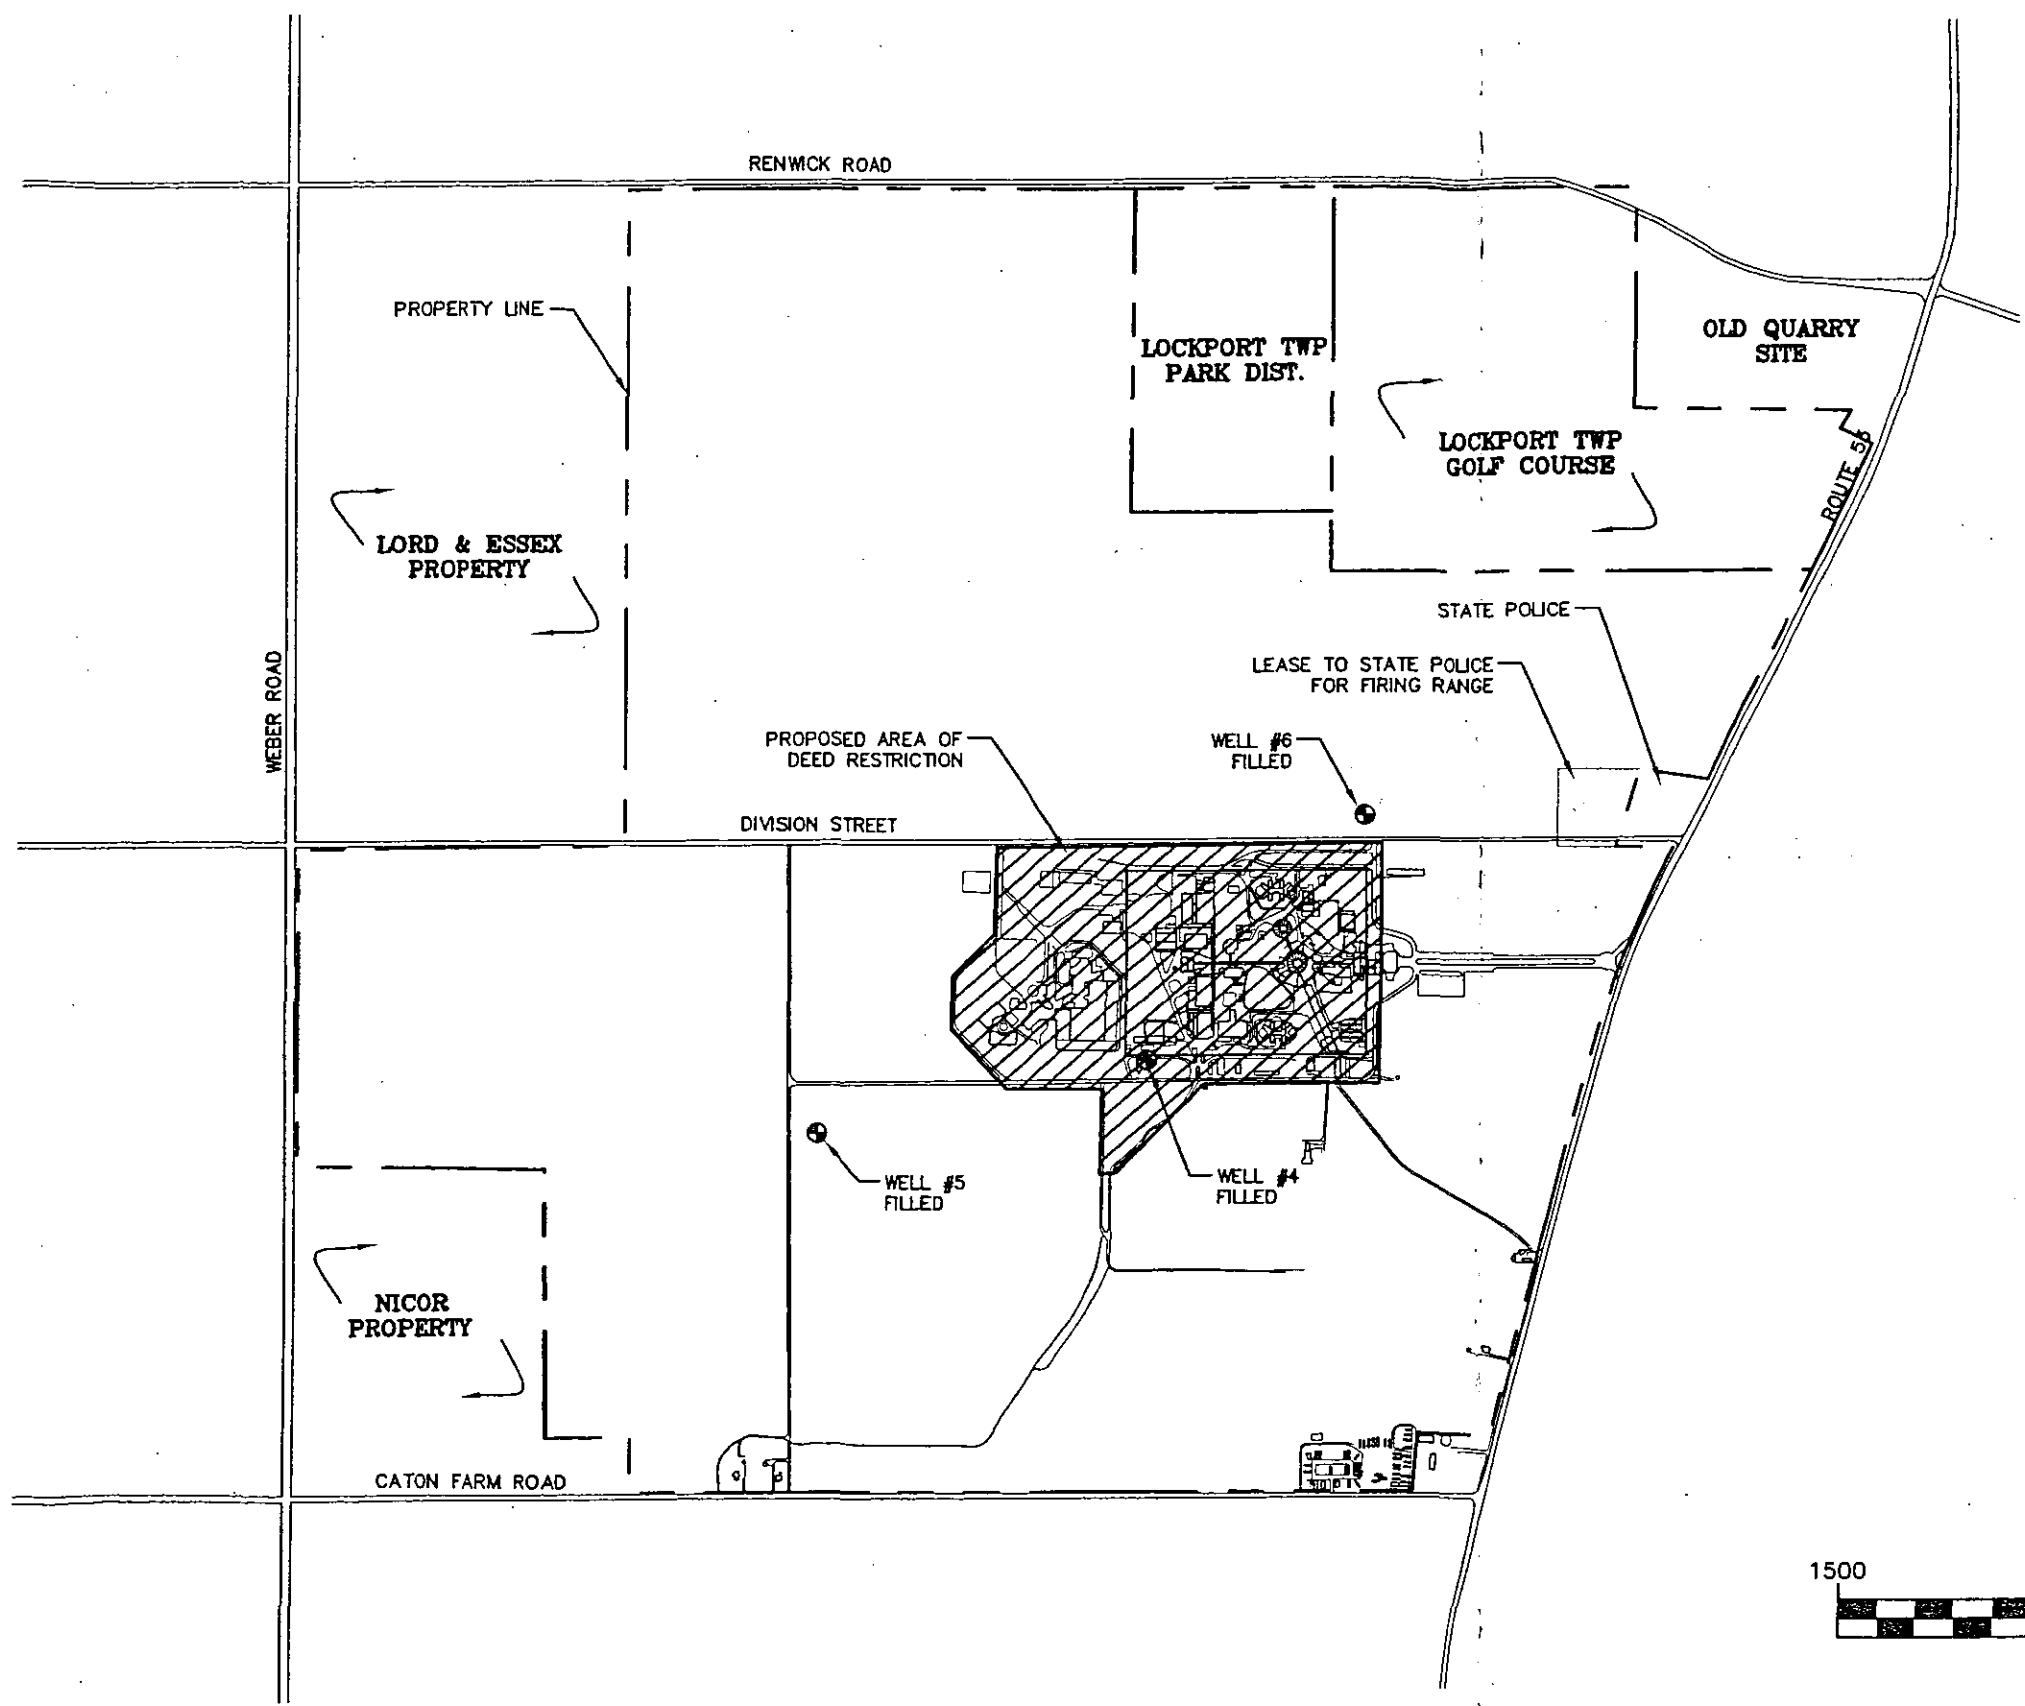 RENWICK ROAD
PROPERTY LINE
LOCKPORT TWP
PARK DIST.
OLD QUARRY
SITE
LOCKPORT TWP
GOLF COURSE
ROUTE
LORD & ESSEX
PROPERTY
STATE POLICE
LEASE TO STATE POLICE
FOR FIRING RANGE
WEBER ROAD
PROPOSED AREA OF
DEED RESTRICTION
WELL #6
FILLED
DIVISION STREET
WELL #5
FILLED
WELL #4
FILLED
NICOR
PROPERTY
CATON FARM ROAD
1500